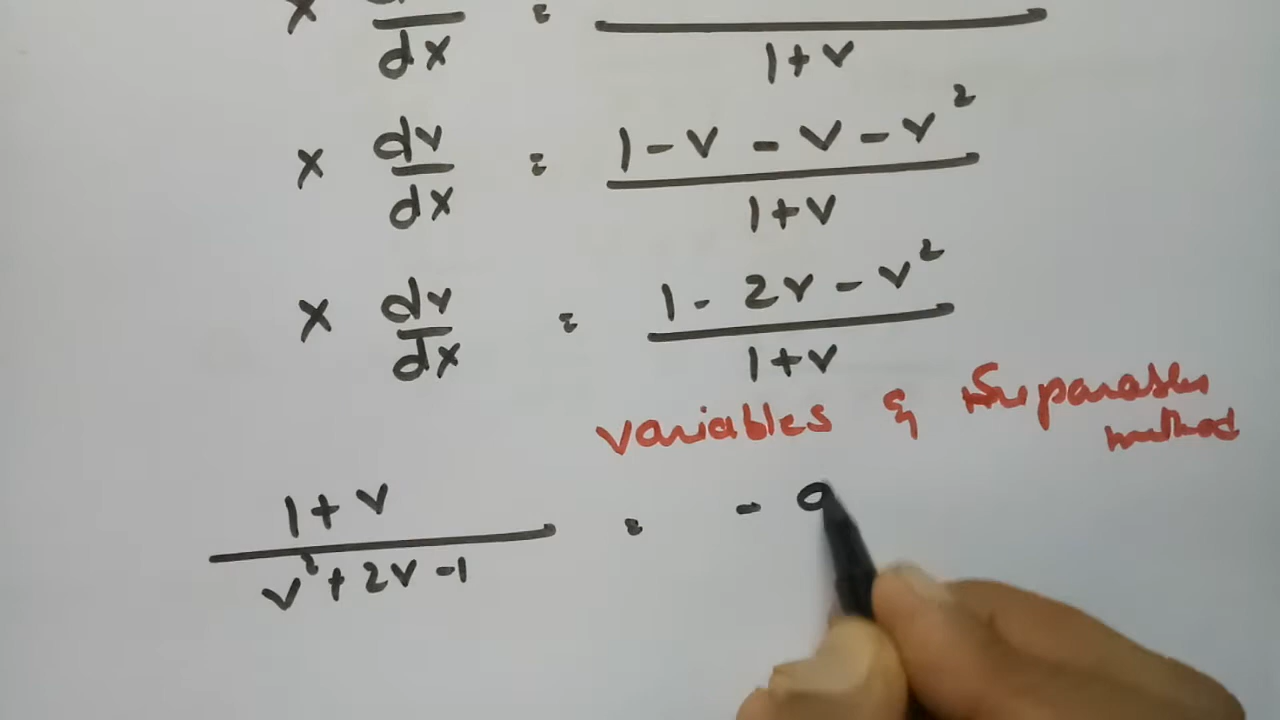 x dv/dx = ―――/1+v
x dv/dx = 1-v-v-v²/1+v
x dv/dx = 1-2v-v²/1+v
variables & Suparables
method
1+v/v²+2v-1 = -